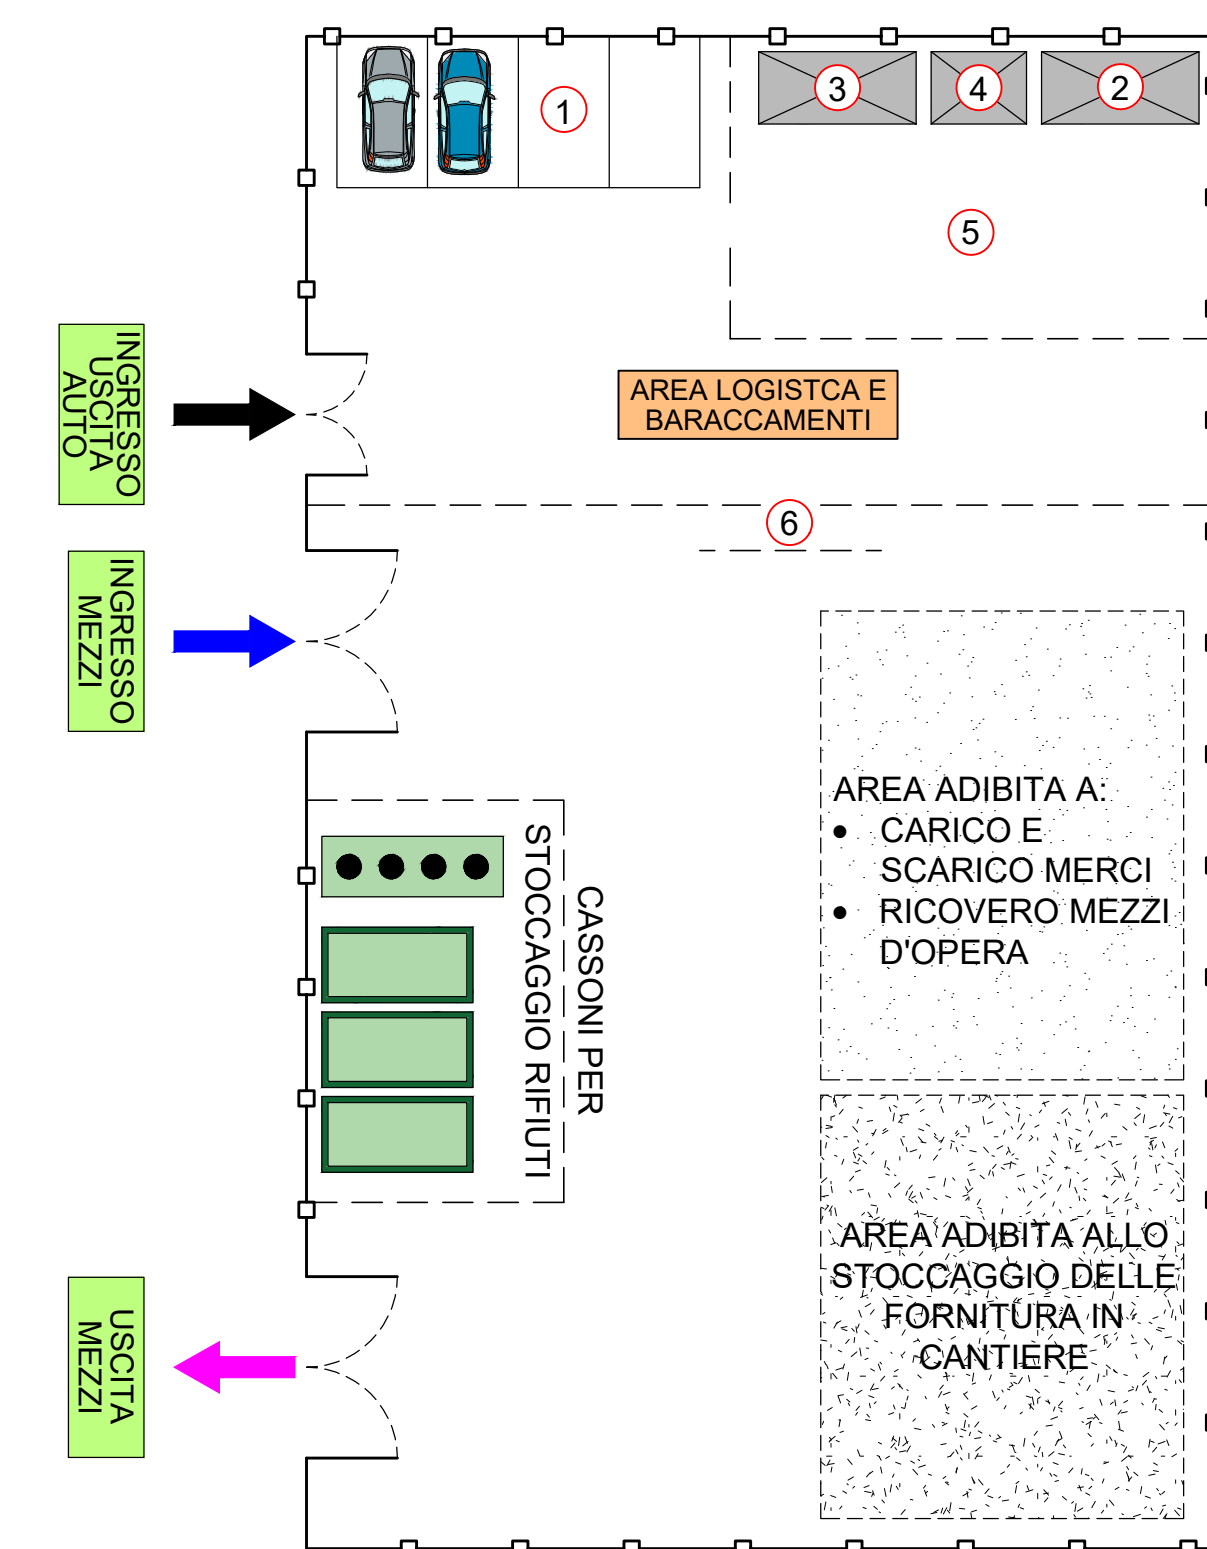 1
3
4
2
5
INGRESSO
USCITA
AUTO
AREA LOGISTCA E
BARACCAMENTI
6
INGRESSO
MEZZI
AREA ADIBITA A:
• CARICO E
SCARICO MERCI
• RICOVERO MEZZI
D'OPERA
CASSONI PER
STOCCAGGIO RIFIUTI
AREA ADIBITA ALLO
STOCCAGGIO DELLE
FORNITURA IN
CANTIERE
USCITA
MEZZI